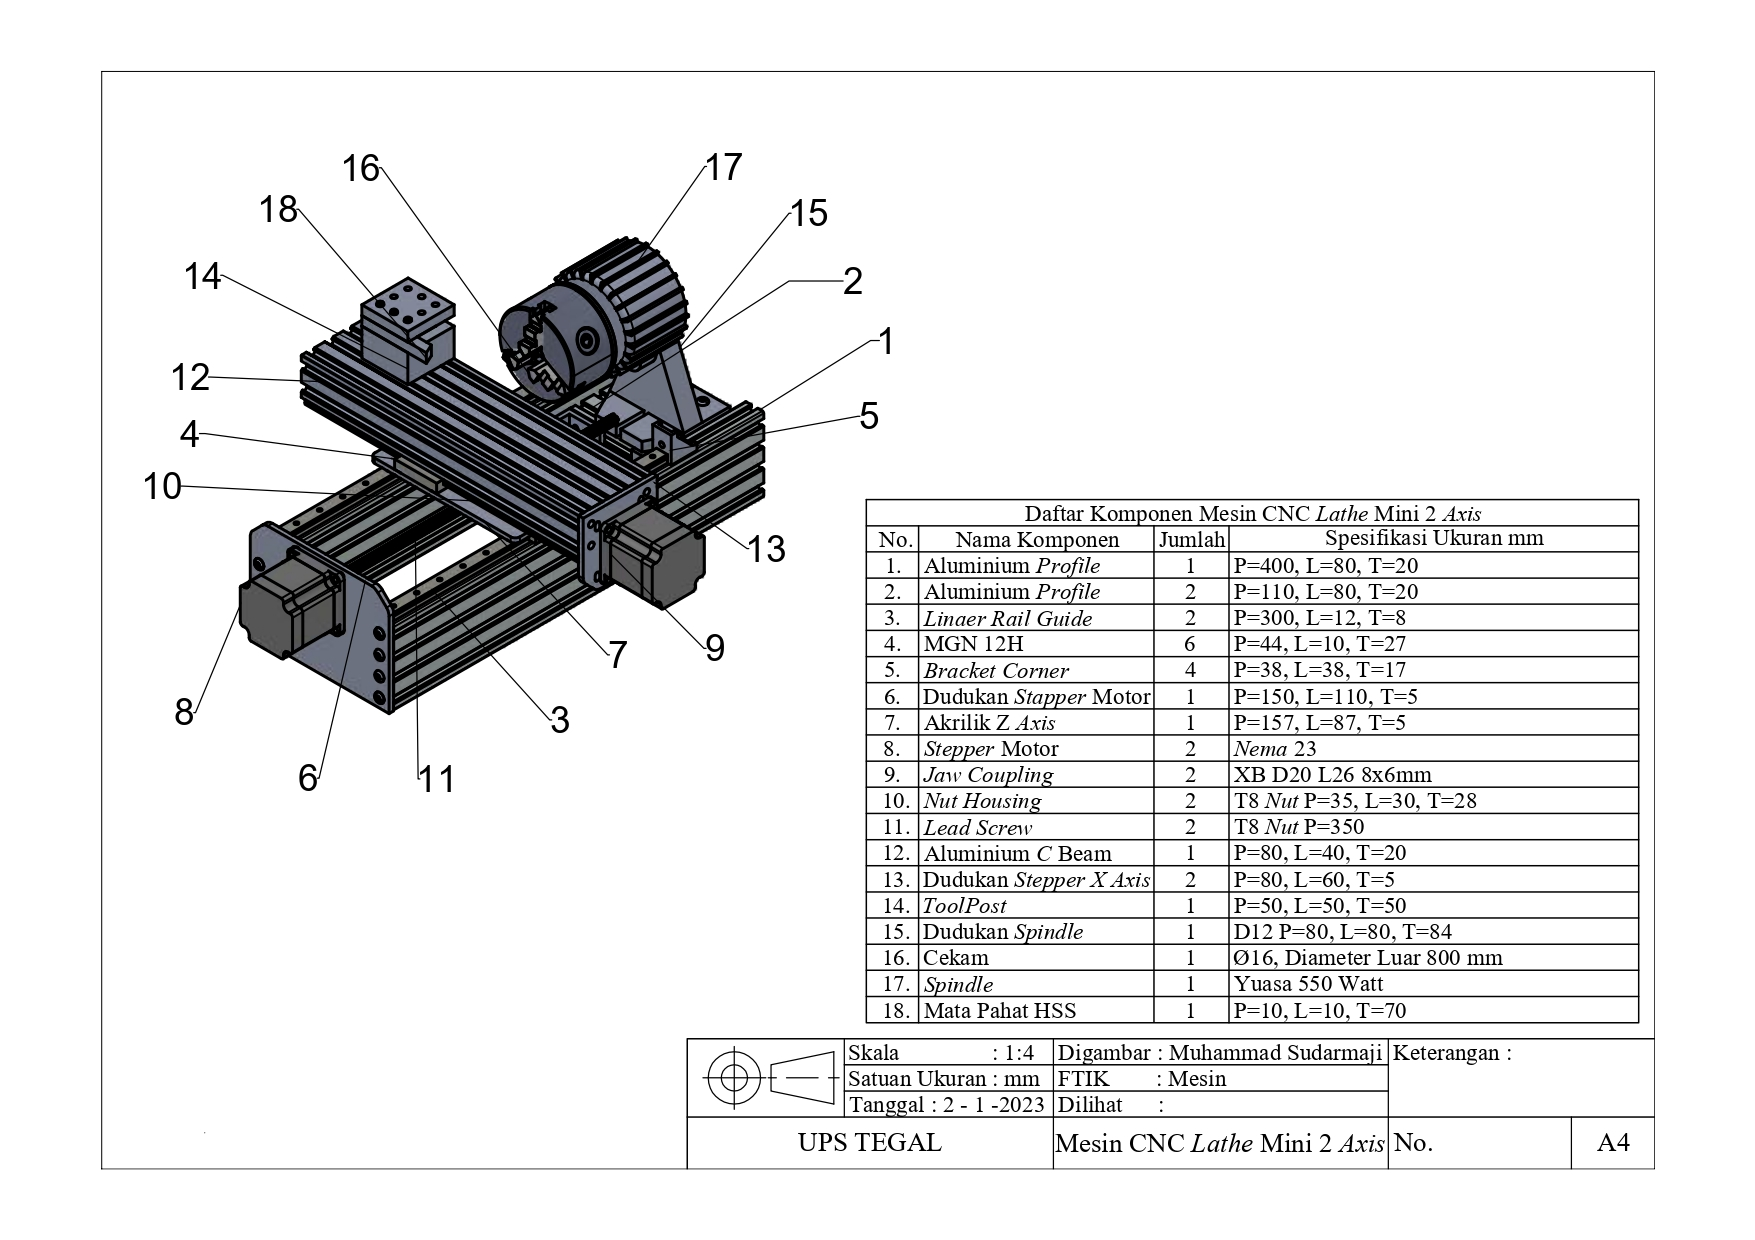 16
17
18
15
14
2
1
12
5
4
10
13
9
7
8
3
6
11
Daftar Komponen Mesin CNC Lathe Mini 2 Axis
No. Nama Komponen Jumlah Spesifikasi Ukuran mm
1. Aluminium Profile 1 P=400, L=80, T=20
2. Aluminium Profile 2 P=110, L=80, T=20
3. Linaer Rail Guide 2 P=300, L=12, T=8
4. MGN 12H 6 P=44, L=10, T=27
5. Bracket Corner 4 P=38, L=38, T=17
6. Dudukan Stapper Motor 1 P=150, L=110, T=5
7. Akrilik Z Axis 1 P=157, L=87, T=5
8. Stepper Motor 2 Nema 23
9. Jaw Coupling 2 XB D20 L26 8x6mm
10. Nut Housing 2 T8 Nut P=35, L=30, T=28
11. Lead Screw 2 T8 Nut P=350
12. Aluminium C Beam 1 P=80, L=40, T=20
13. Dudukan Stepper X Axis 2 P=80, L=60, T=5
14. ToolPost 1 P=50, L=50, T=50
15. Dudukan Spindle 1 D12 P=80, L=80, T=84
16. Cekam 1 Ø16, Diameter Luar 800 mm
17. Spindle 1 Yuasa 550 Watt
18. Mata Pahat HSS 1 P=10, L=10, T=70
Skala : 1:4 Digambar : Muhammad Sudarmaji Keterangan :
Satuan Ukuran : mm FTIK : Mesin
Tanggal : 2 - 1 -2023 Dilihat :
UPS TEGAL Mesin CNC Lathe Mini 2 Axis No. A4